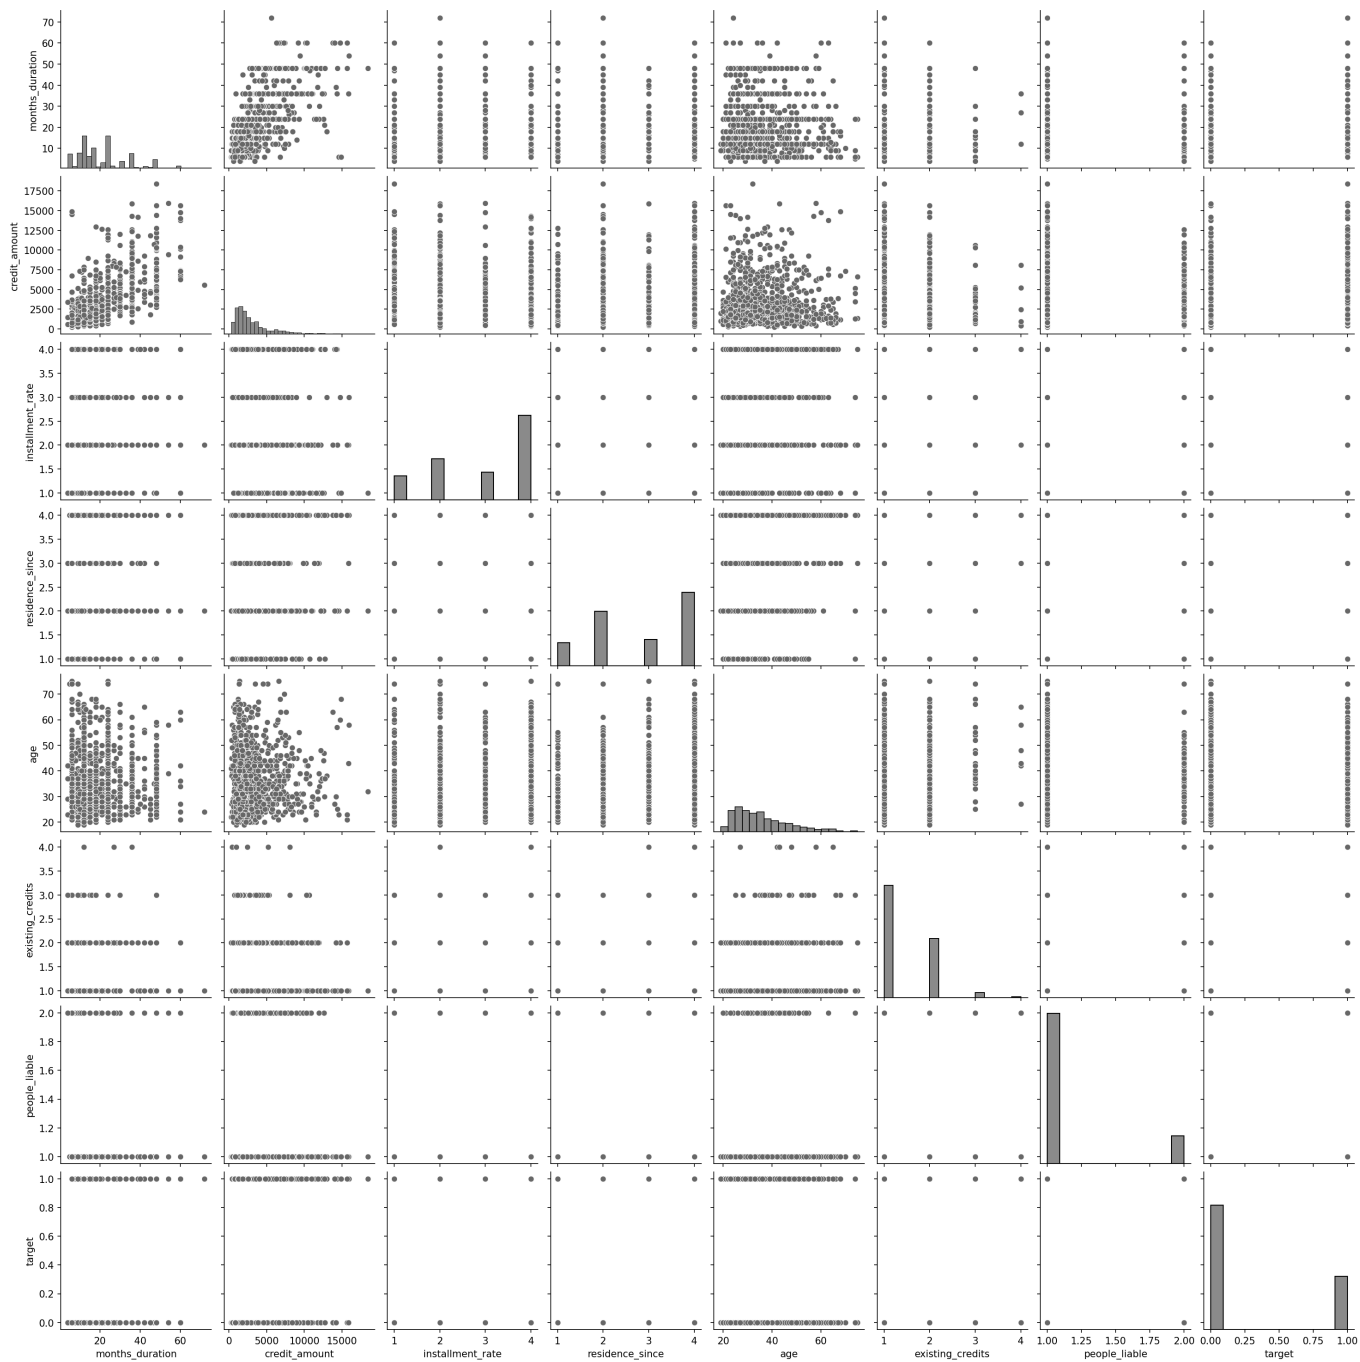 70
60
50
40
30
20
10
months_duration
17500
15000
12500
10000
7500
5000
2500
0
credit_amount
4.0
3.5
3.0
2.5
2.0
1.5
1.0
installment_rate
4.0
3.5
3.0
2.5
2.0
1.5
1.0
residence_since
70
60
50
40
30
20
age
4.0
3.5
3.0
2.5
2.0
1.5
1.0
existing_credits
2.0
1.8
1.6
1.4
1.2
1.0
people_liable
1.0
0.8
0.6
0.4
0.2
0.0
target
20 40 60
0 5000 10000 15000
1 2 3 4
1 2 3 4
20 40 60
1 2 3 4
1.00 1.25 1.50 1.75 2.00
0.00 0.25 0.50 0.75 1.00
months_duration
credit_amount
installment_rate
residence_since
age
existing_credits
people_liable
target